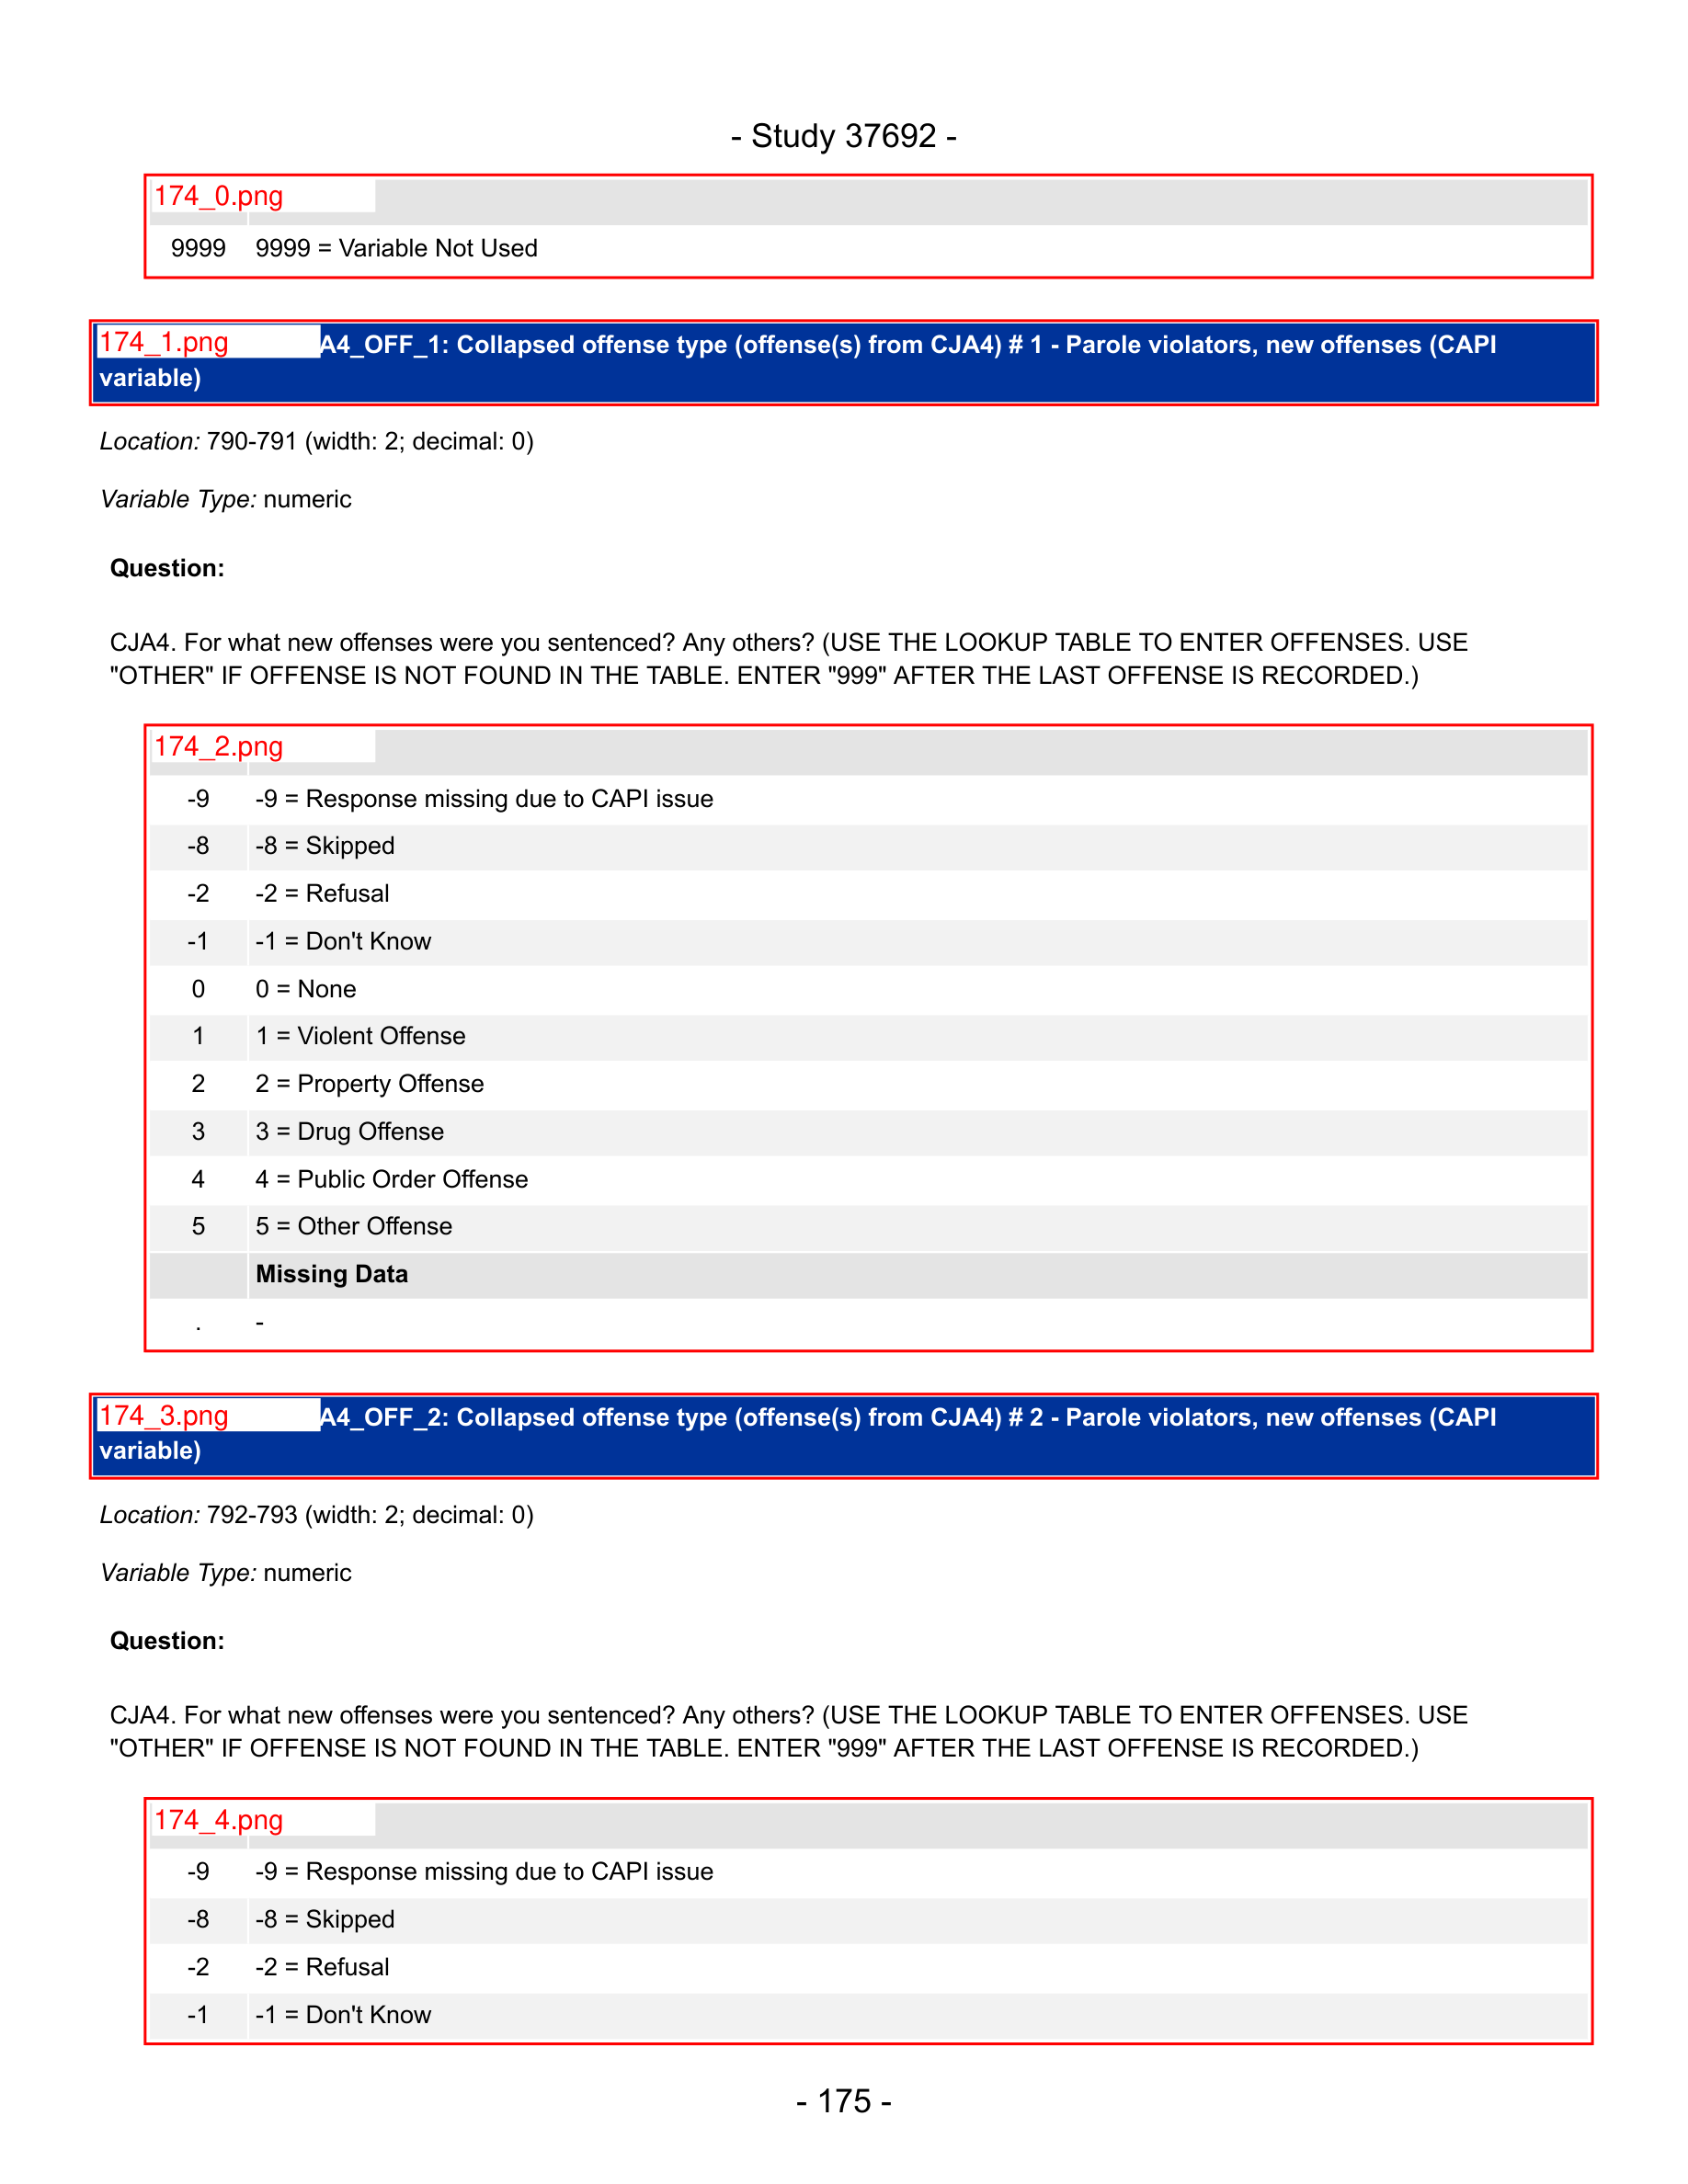 - Study 37692 -
174_0.png
9999 9999 = Variable Not Used
174_1.png A4_OFF_1: Collapsed offense type (offense(s) from CJA4) # 1 - Parole violators, new offenses (CAPI
variable)
Location: 790-791 (width: 2; decimal: 0)
Variable Type: numeric
Question:
CJA4. For what new offenses were you sentenced? Any others? (USE THE LOOKUP TABLE TO ENTER OFFENSES. USE
"OTHER" IF OFFENSE IS NOT FOUND IN THE TABLE. ENTER "999" AFTER THE LAST OFFENSE IS RECORDED.)
174_2.png
-9 -9 = Response missing due to CAPI issue
-8 -8 = Skipped
-2 -2 = Refusal
-1 -1 = Don't Know
0 0 = None
1 1 = Violent Offense
2 2 = Property Offense
3 3 = Drug Offense
4 4 = Public Order Offense
5 5 = Other Offense
Missing Data
. -
174_3.png A4_OFF_2: Collapsed offense type (offense(s) from CJA4) # 2 - Parole violators, new offenses (CAPI
variable)
Location: 792-793 (width: 2; decimal: 0)
Variable Type: numeric
Question:
CJA4. For what new offenses were you sentenced? Any others? (USE THE LOOKUP TABLE TO ENTER OFFENSES. USE
"OTHER" IF OFFENSE IS NOT FOUND IN THE TABLE. ENTER "999" AFTER THE LAST OFFENSE IS RECORDED.)
174_4.png
-9 -9 = Response missing due to CAPI issue
-8 -8 = Skipped
-2 -2 = Refusal
-1 -1 = Don't Know
- 175 -